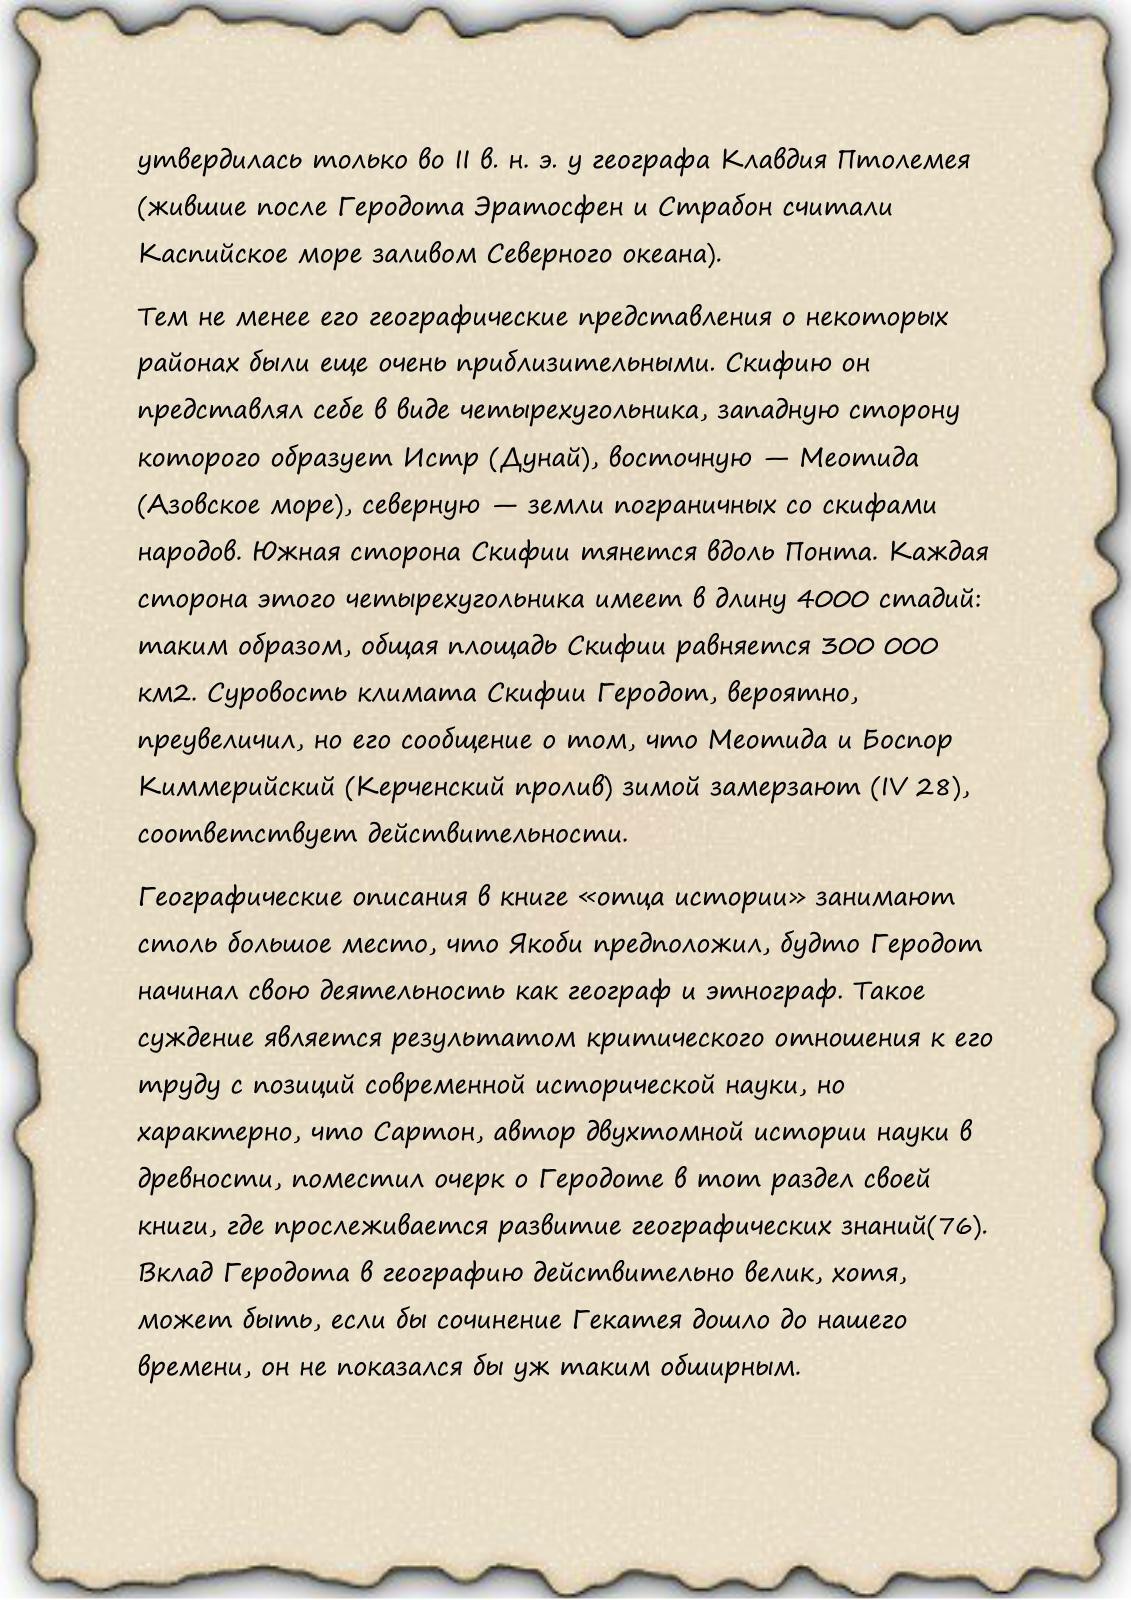 утвердилась только во II в. н. э. у географа Клавдия Птолемея
(жившие после Геродота Эратосфен и Страбон считали
Каспийское море заливом Северного океана).
Тем не менее его географические представления о некоторых
районах были еще очень приблизительными. Скифию он
представлял себе в виде четырехугольника, западную сторону
которого образует Истр (Дунай), восточную — Меотида
(Азовское море), северную — земли пограничных со скифами
народов. Южная сторона Скифии тянется вдоль Понта. Каждая
сторона этого четырехугольника имеет в длину 4000 стадий:
таким образом, общая площадь Скифии равняется 300 000
км2. Суровость климата Скифии Геродот, вероятно,
преувеличил, но его сообщение о том, что Меотида и Боспор
Киммерийский (Керченский пролив) зимой замерзают (IV 28),
соответствует действительности.
Географические описания в книге «отца истории» занимают
столь большое место, что Якоби предположил, будто Геродот
начинал свою деятельность как географ и этнограф. Такое
суждение является результатом критического отношения к его
труду с позиций современной исторической науки, но
характерно, что Сартон, автор двухтомной истории науки в
древности, поместил очерк о Геродоте в тот раздел своей
книги, где прослеживается развитие географических знаний(76).
Вклад Геродота в географию действительно велик, хотя,
может быть, если бы сочинение Гекатея дошло до нашего
времени, он не показался бы уж таким обширным.